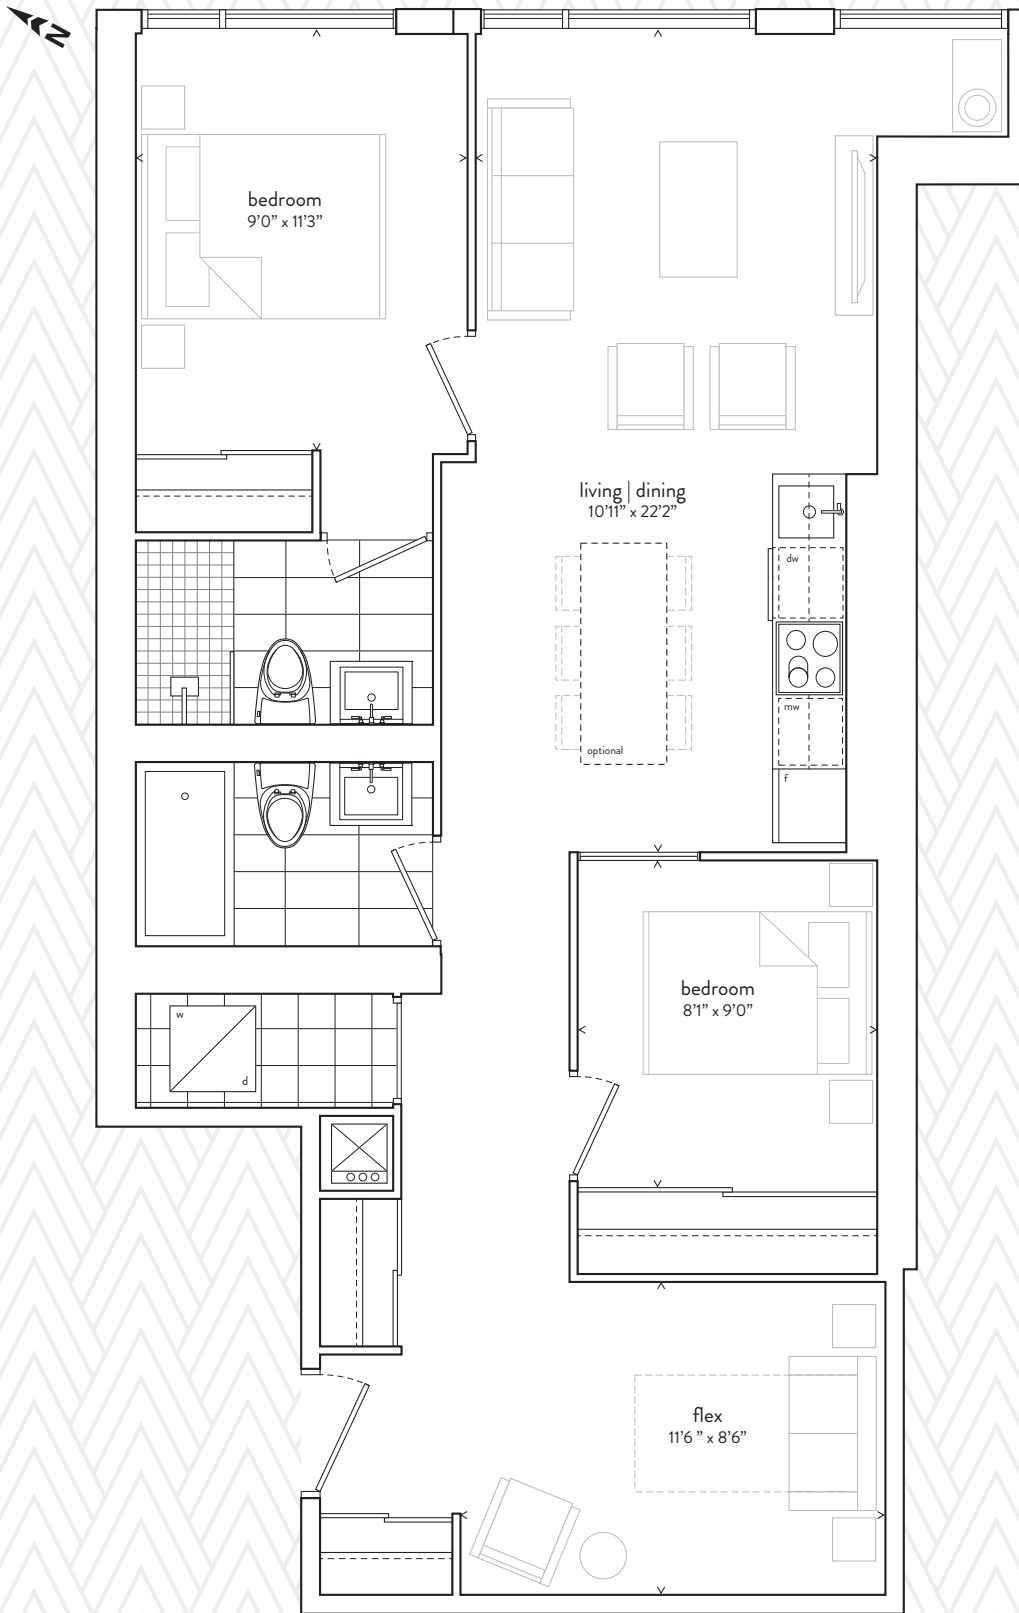 N
bedroom
9’0” x 11’3”
living | dining
10’11” x 22’2”
dw
mw
optional
f
bedroom
8’1” x 9’0”
w
d
flex
11’6 ” x 8’6”